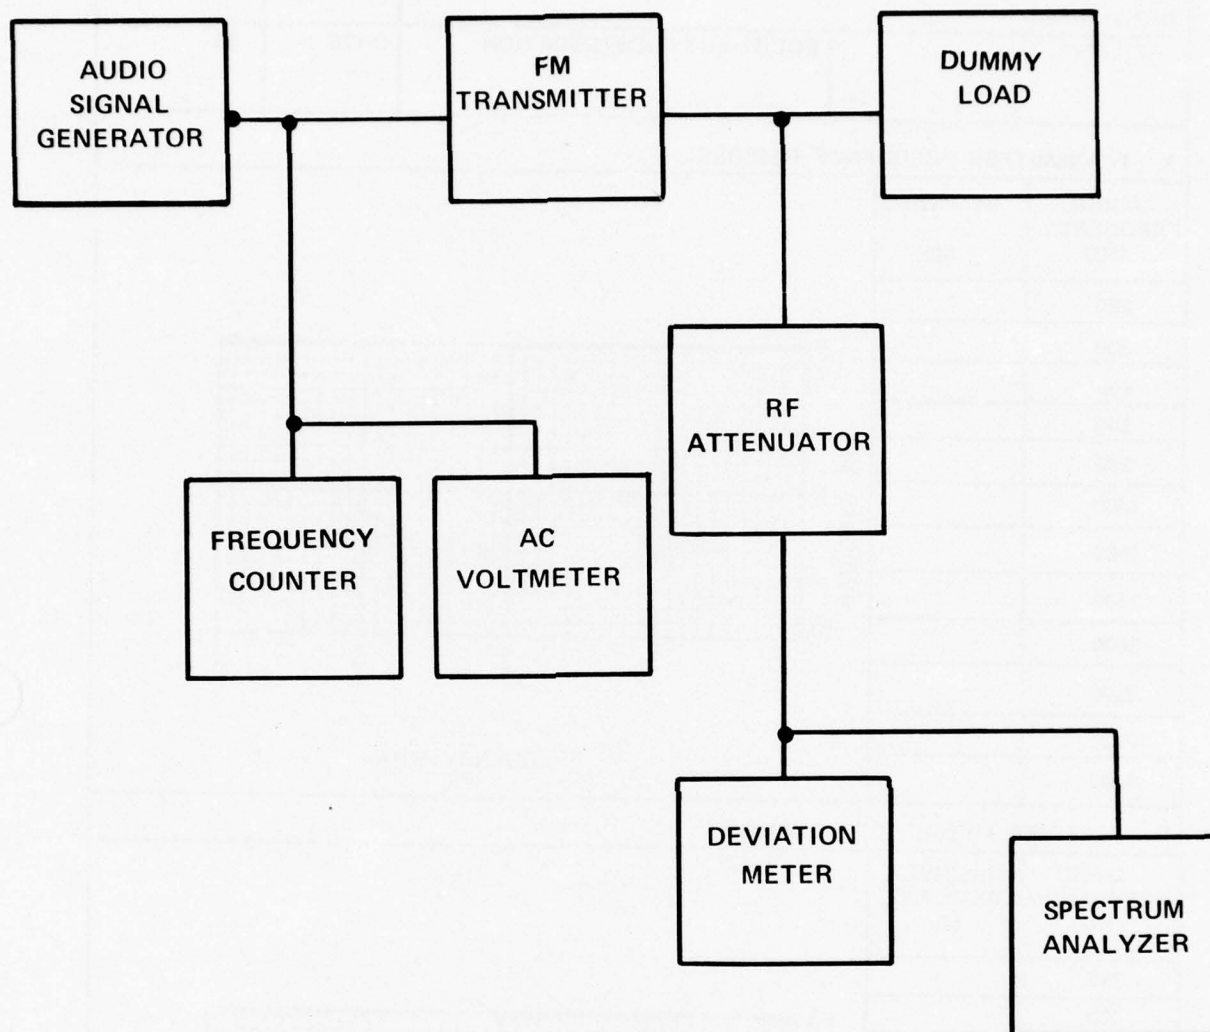 AUDIO
SIGNAL
GENERATOR
FM
TRANSMITTER
DUMMY
LOAD
RF
ATTENUATOR
FREQUENCY
COUNTER
AC
VOLTMETER
DEVIATION
METER
SPECTRUM
ANALYZER